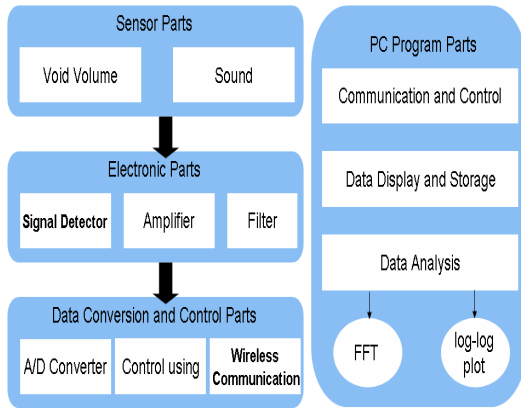 Sensor Parts
Void Volume
Sound
Electronic Parts
Signal Detector
Amplifier
Filter
Data Conversion and Control Parts
A/D Converter
Control using
Wireless
Communication
PC Program Parts
Communication and Control
Data Display and Storage
Data Analysis
FFT
log-log
plot